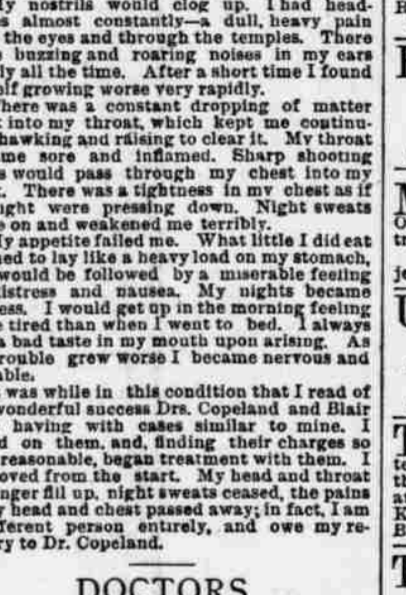 ly nostrils would clog up. I had head-
s almost constantly—a dull, heavy pain
the eyes and through the temples. There
buzzing and roaring noises in my ears
ly all the time. After a short time I found
elf growing worse very rapidly.
here was a constant dropping of matter
into my throat, which kept me continu-
hawking and raising to clear it. My throat
me sore and inflamed. Sharp shooting
s would pass through my chest into my
. There was a tightness in my chest as if
ight were pressing down. Night sweats
e on and weakened me terribly.
ly appetite failed me. What little I did eat
ned to lay like a heavy load on my stomach,
would be followed by a miserable feeling
istress and nausea. My nights became
ess. I would get up in the morning feeling
e tired than when I went to bed. I always
a bad taste in my mouth upon arising. As
rouble grew worse I became nervous and
able.
was while in this condition that I read of
wonderful success Drs. Copeland and Blair
having with cases similar to mine. I
d on them, and, finding their charges so
reasonable, began treatment with them. I
oved from the start. My head and throat
nger fill up, night sweats ceased, the pains
y head and chest passed away; in fact, I am
fferent person entirely, and owe my re-
ry to Dr. Copeland.
DOCTORS